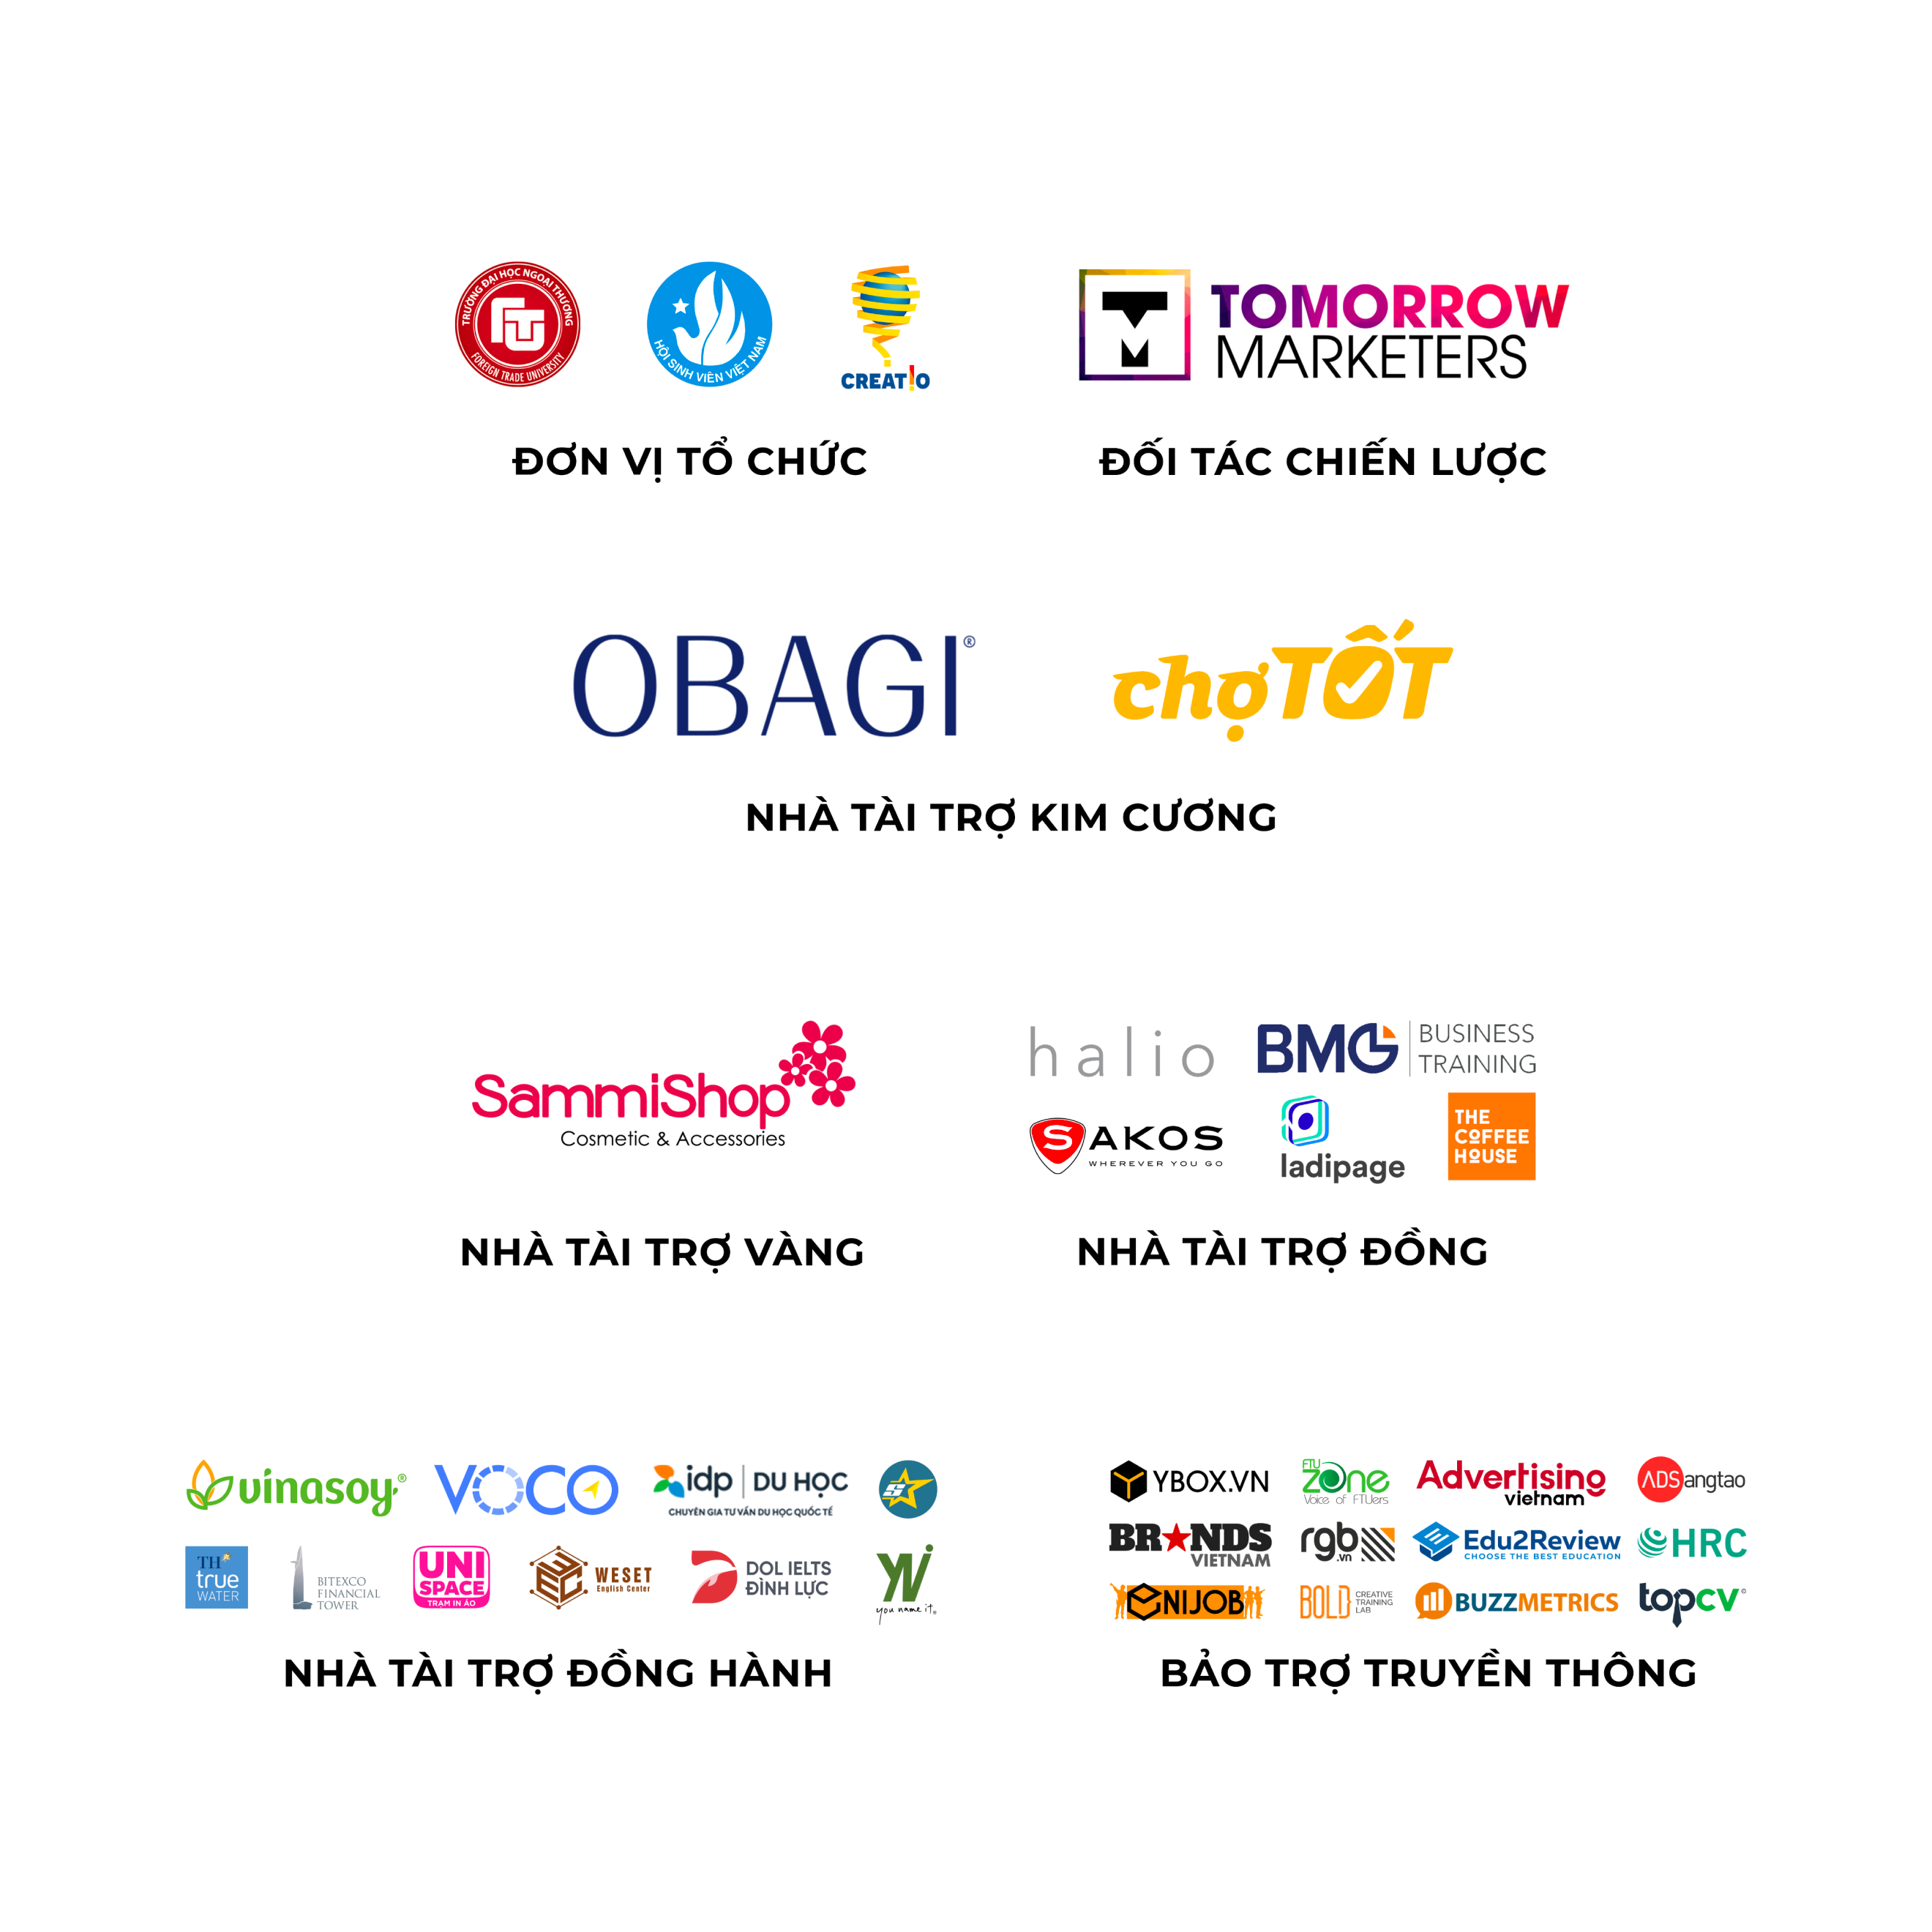 TRƯỜNG ĐẠI HỌC NGOẠI THƯƠNG
FOREIGN TRADE UNIVERSITY
HỘI SINH VIÊN VIỆT NAM
CREAT!O
TOMORROW
MARKETERS
ĐƠN VỊ TỔ CHỨC
ĐỐI TÁC CHIẾN LƯỢC
OBAGI®
chợTỐT
NHÀ TÀI TRỢ KIM CƯƠNG
SammiShop
Cosmetic & Accessories
halio
BMG
BUSINESS
TRAINING
SAKOS
WHEREVER YOU GO
ladipage
THE
COFFEE
HOUSE
NHÀ TÀI TRỢ VÀNG
NHÀ TÀI TRỢ ĐỒNG
vinasoy®
VOCO
idp
DU HỌC
CHUYÊN GIA TƯ VẤN DU HỌC QUỐC TẾ
S
TH
true
WATER
BITEXCO
FINANCIAL
TOWER
UNI
SPACE
TRẠM IN ÁO
WESET
English Center
DOL IELTS
ĐÌNH LỰC
YNi
you name it®
NHÀ TÀI TRỢ ĐỒNG HÀNH
YBOX.VN
FTU
zone
Voice of FTUers
Advertising
vietnam
ADSangtao
BRANDS
VIETNAM
rgb
.vn
Edu2Review
CHOOSE THE BEST EDUCATION
HRC
UNIJOB
BOLD
CREATIVE
TRAINING
LAB
BUZZMETRICS
topcv®
BẢO TRỢ TRUYỀN THÔNG